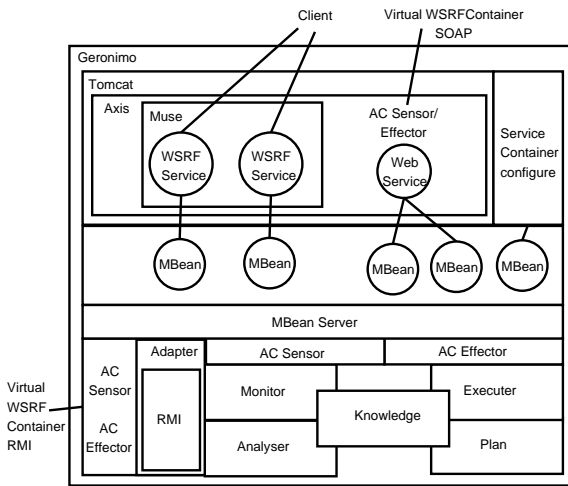 Client
Virtual WSRFContainer
SOAP
Geronimo
Tomcat
Axis
Muse
AC Sensor/
Effector
WSRF
Service
WSRF
Service
Web
Service
Service
Container
configure
MBean
MBean
MBean
MBean
MBean
MBean Server
Adapter
AC Sensor
AC Effector
AC
Sensor
AC
Effector
RMI
Monitor
Executer
Knowledge
Analyser
Plan
Virtual
WSRF
Container
RMI